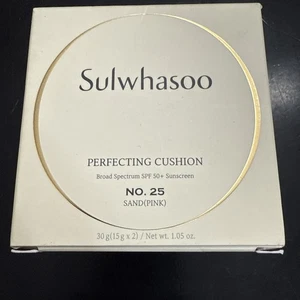 Sulwhasoo
PERFECTING CUSHION
Broad Spectrum SPF 50+ Sunscreen
NO. 25
SAND(PINK)
30 g(15 g x 2) / Net wt. 1.05 oz.